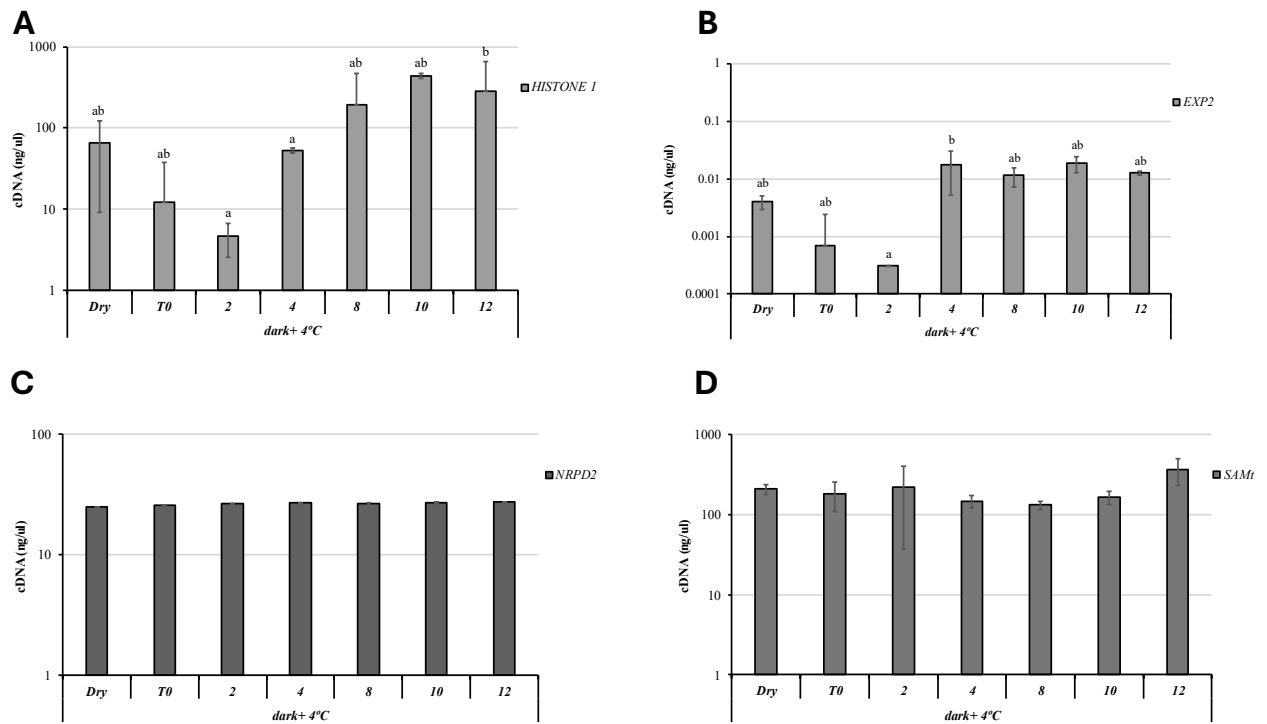 A
1000
100
10
1
cDNA (ng/ul)
ab
ab
a
a
ab
ab
b
HISTONE 1
Dry T0 2 4 8 10 12
dark+ 4ºC
B
1
0.1
0.01
0.001
0.0001
cDNA (ng/ul)
ab
ab
a
b
ab
ab
ab
EXP2
Dry T0 2 4 8 10 12
dark+ 4ºC
C
100
10
1
cDNA (ng/ul)
NRPD2
Dry T0 2 4 8 10 12
dark+ 4ºC
D
1000
100
10
1
cDNA (ng/ul)
SAMt
Dry T0 2 4 8 10 12
dark+ 4ºC